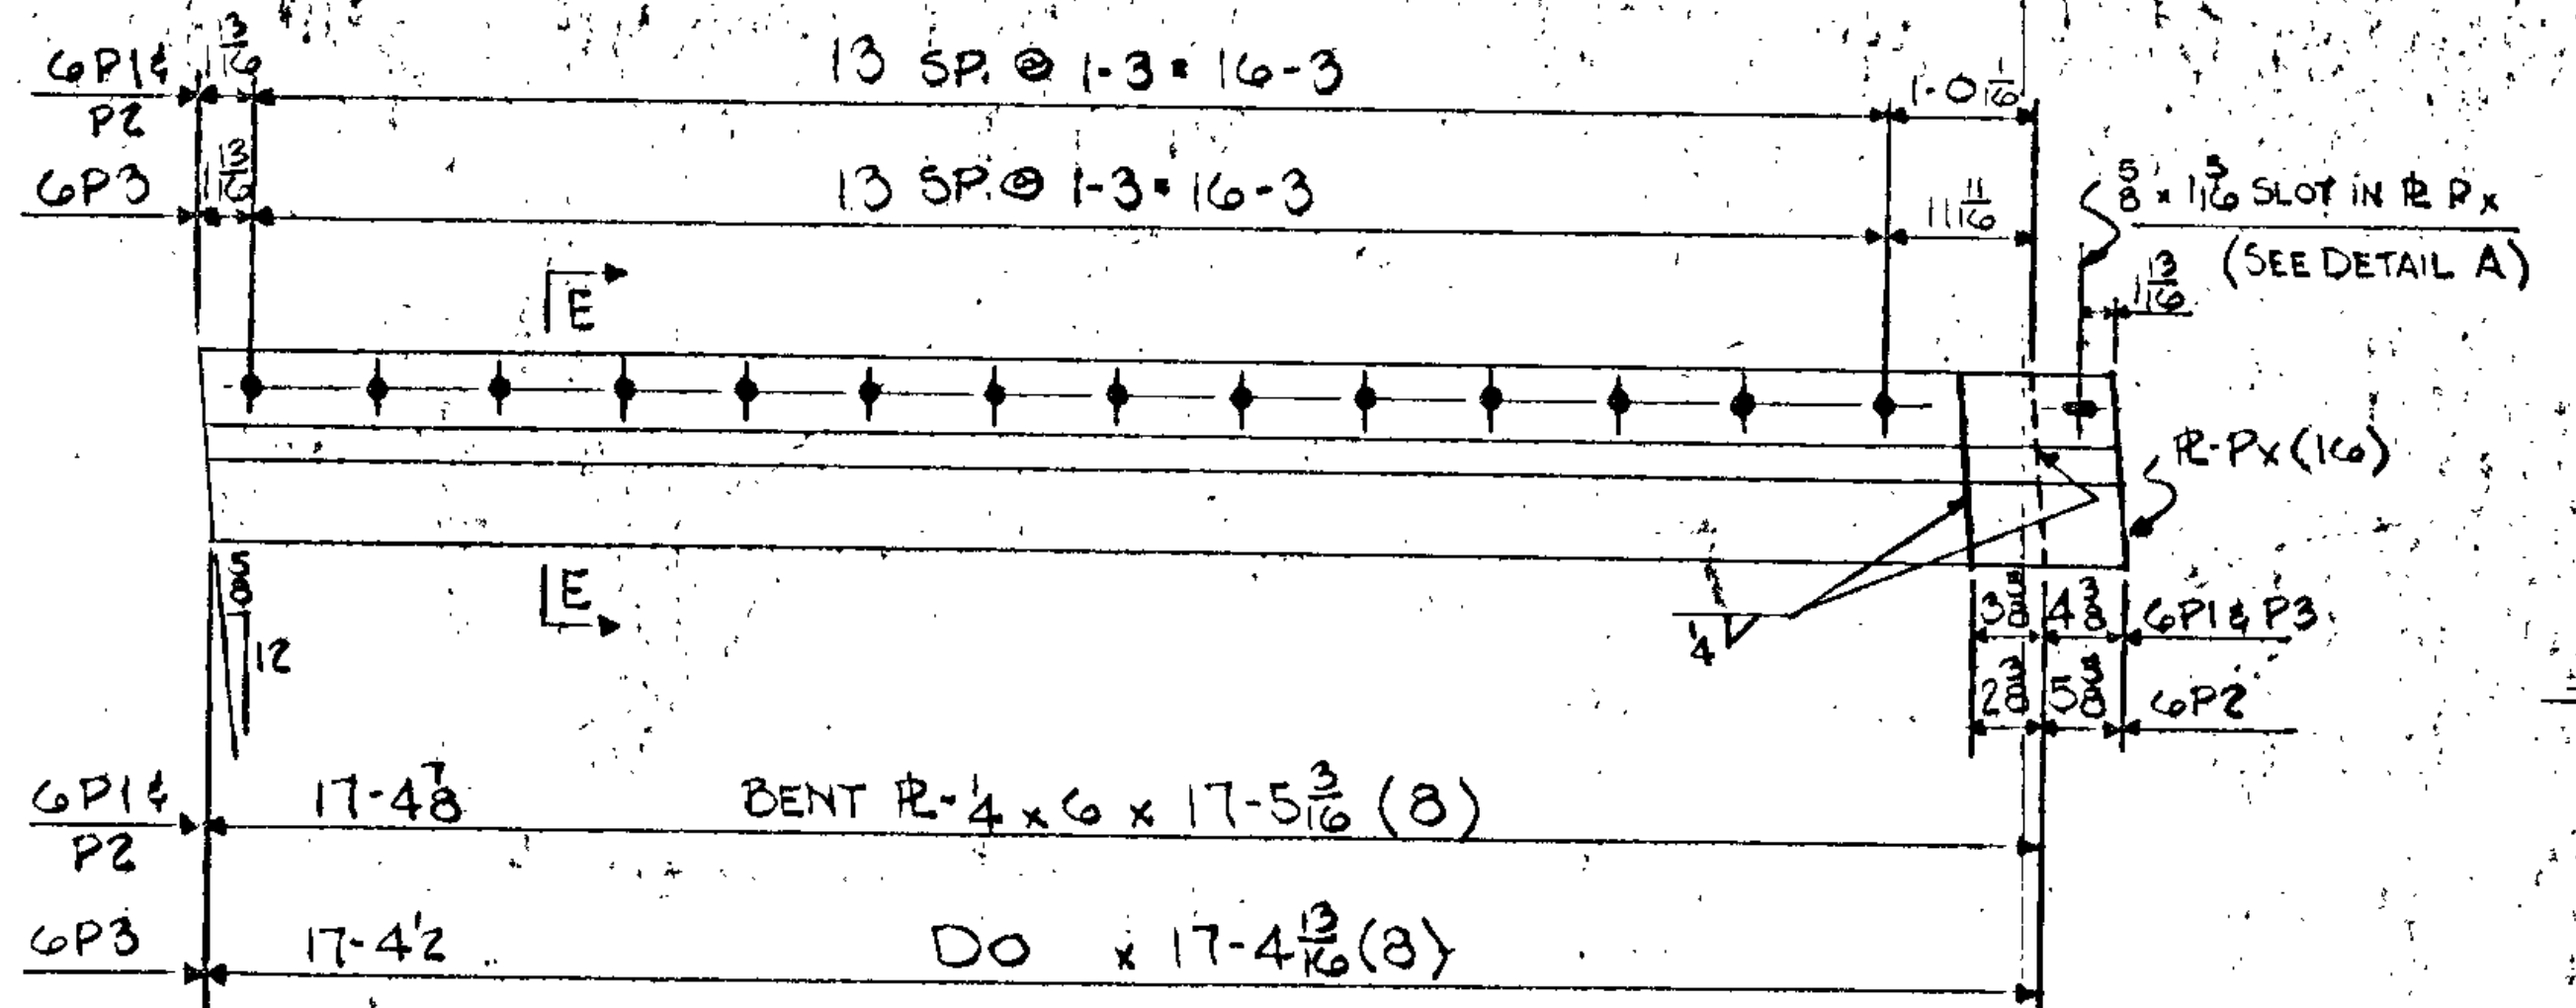 6P1 &
P2
1 13/16
13 SP. @ 1-3 = 16-3
1-0 1/16
6P3
1 13/16
13 SP. @ 1-3 = 16-3
11 11/16
5/8 x 1 3/16 SLOT IN PL Px
(SEE DETAIL A)
1 13/16
E
PL-Px (16)
5/8
12
E
1/4
3 3/8
4 3/8
6P1 & P3
2 3/8
5 3/8
6P2
6P1 &
P2
17-4 7/8
BENT PL-1/4 x 6 x 17-5 3/16 (8)
6P3
17-4 1/2
DO x 17-4 13/16 (8)